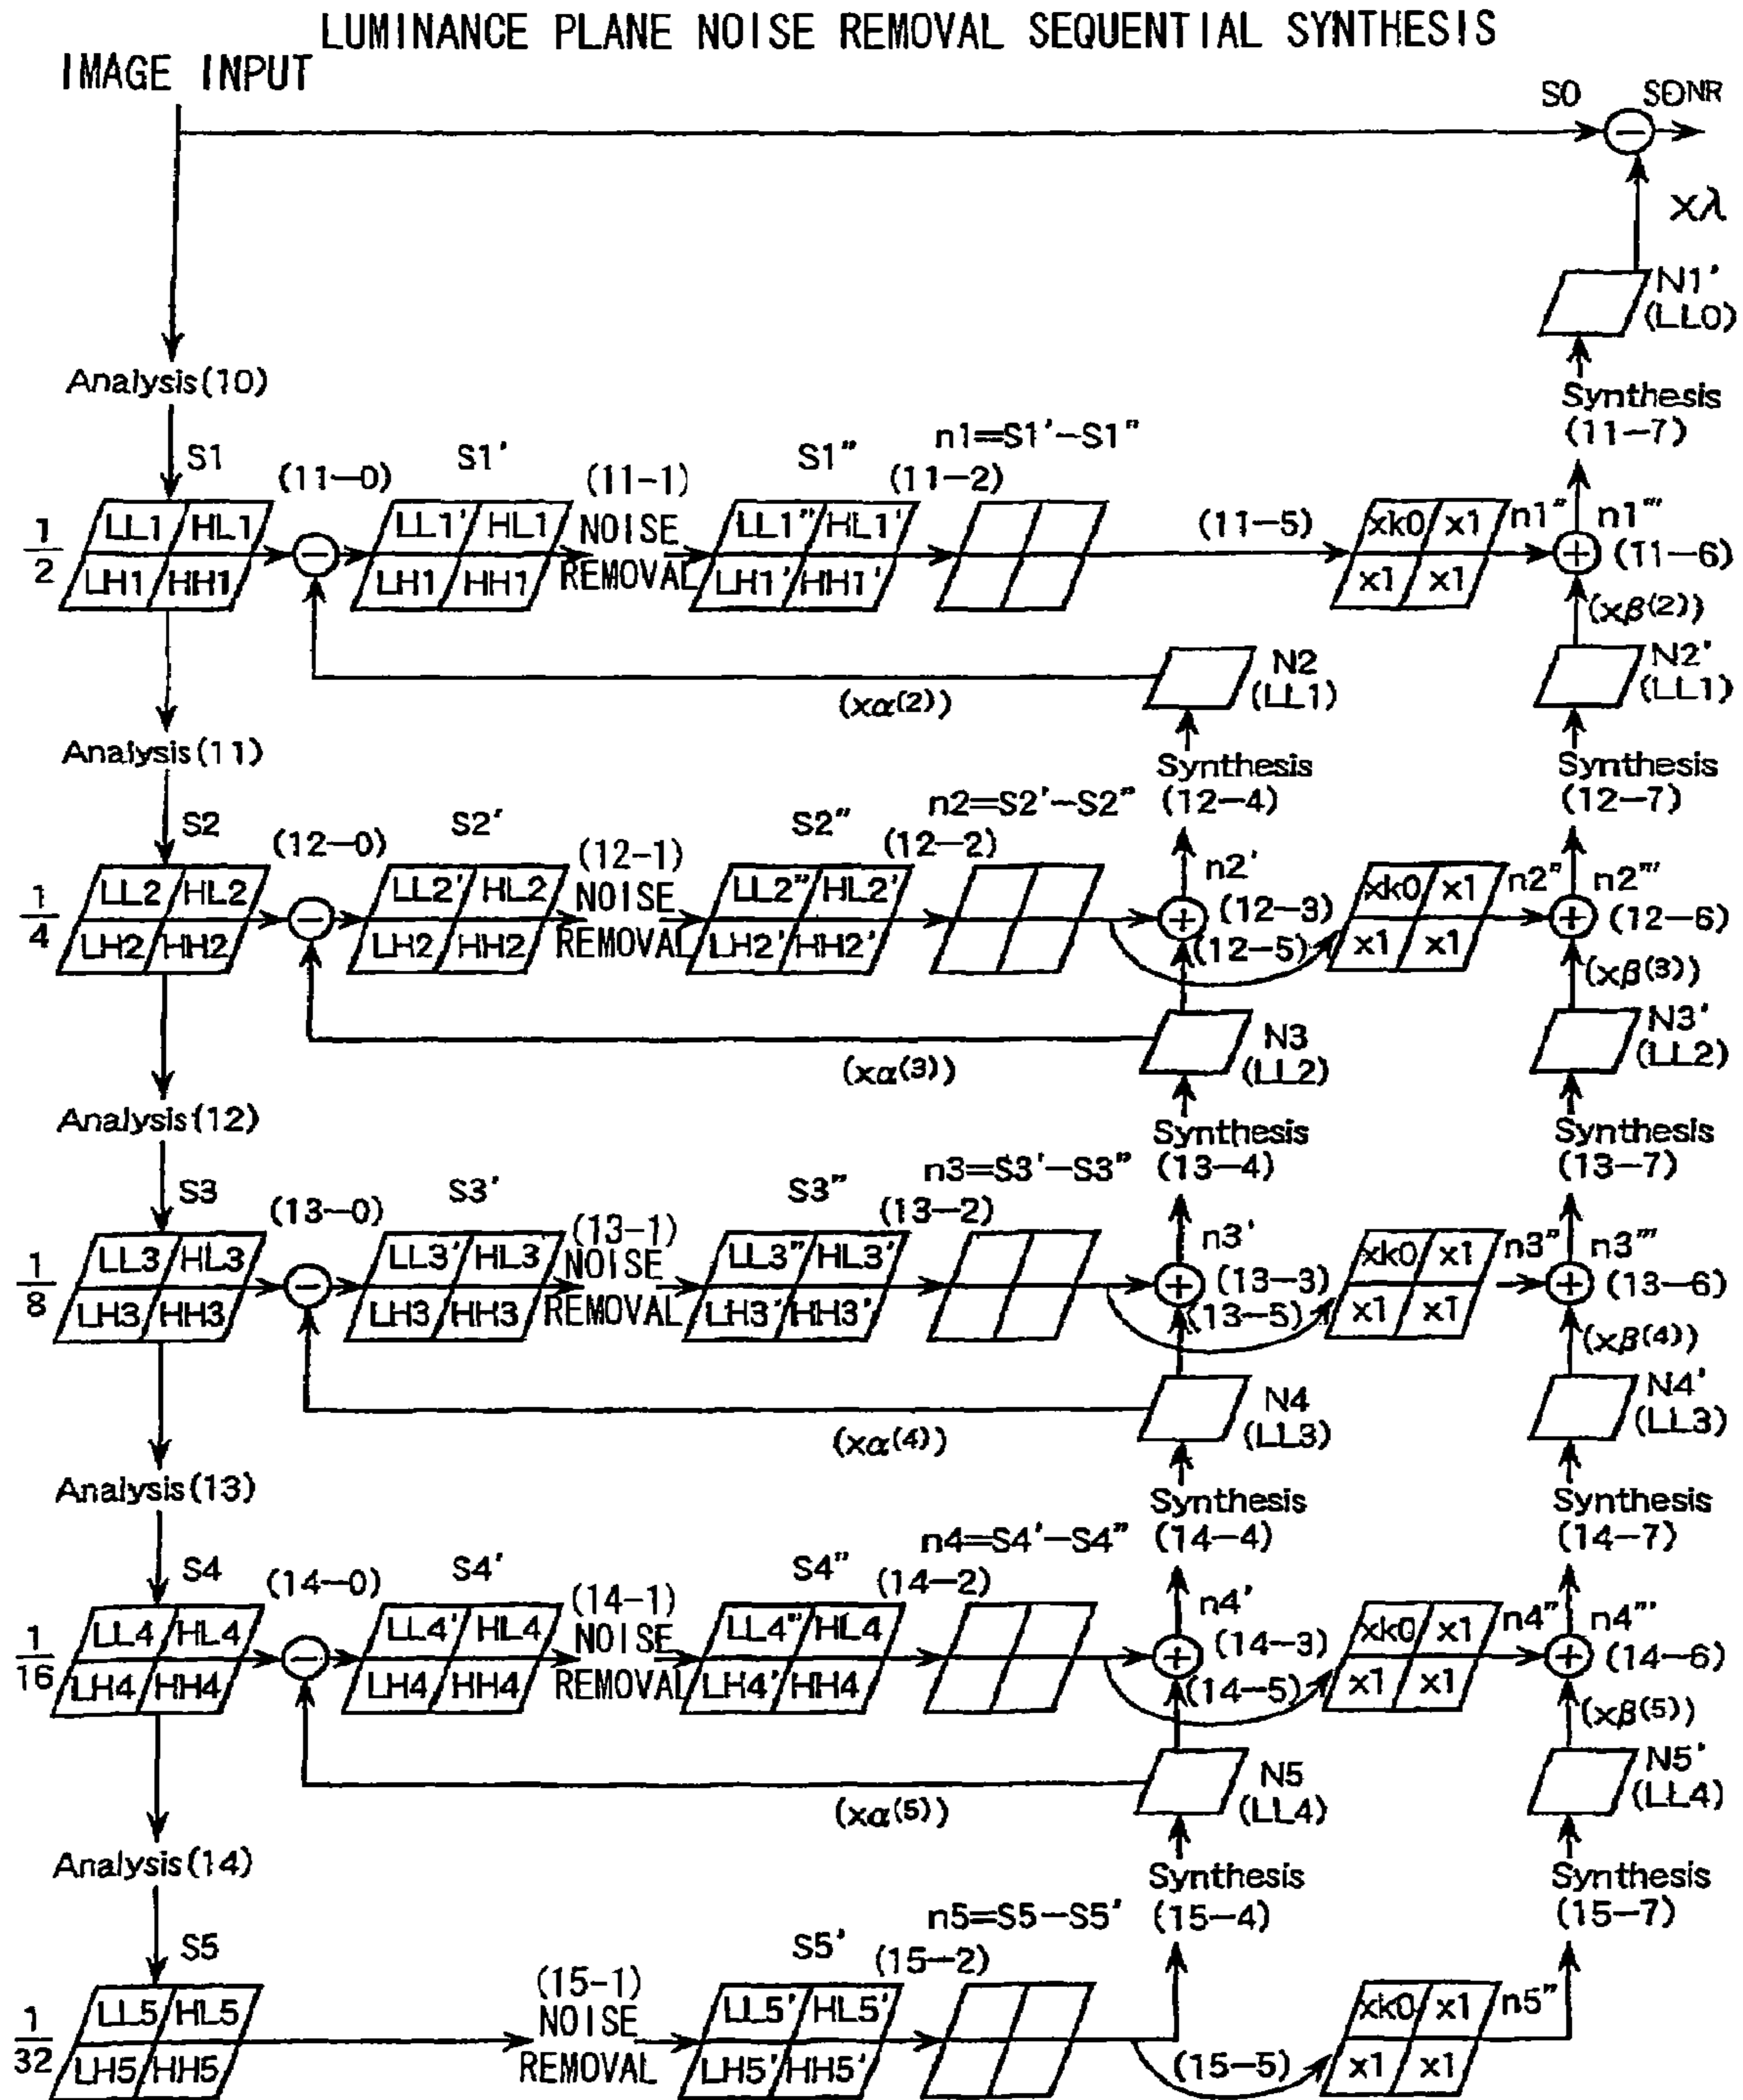 LUMINANCE PLANE NOISE REMOVAL SEQUENTIAL SYNTHESIS
IMAGE INPUT
S0 S0NR
xλ
N1'
(LL0)
Analysis(10)
Synthesis
(11-7)
S1 (11-0) S1' (11-1) S1" (11-2) n1=S1'-S1"
1/2
LL1 HL1
LH1 HH1
−
LL1' HL1
LH1 HH1
NOISE
REMOVAL
LL1" HL1'
LH1' HH1'
(11-5)
xk0 x1
x1 x1
n1" n1'"
+ (11-6)
(xβ(2))
N2
(LL1)
N2'
(LL1)
(xα(2))
Analysis(11)
Synthesis
(12-4)
Synthesis
(12-7)
S2 (12-0) S2' (12-1) S2" (12-2) n2=S2'-S2"
1/4
LL2 HL2
LH2 HH2
−
LL2' HL2
LH2 HH2
NOISE
REMOVAL
LL2" HL2'
LH2' HH2'
n2'
+ (12-3)
(12-5)
xk0 x1
x1 x1
n2" n2'"
+ (12-6)
(xβ(3))
N3
(LL2)
N3'
(LL2)
(xα(3))
Analysis(12)
Synthesis
(13-4)
Synthesis
(13-7)
S3 (13-0) S3' (13-1) S3" (13-2) n3=S3'-S3"
1/8
LL3 HL3
LH3 HH3
−
LL3' HL3
LH3 HH3
NOISE
REMOVAL
LL3" HL3'
LH3' HH3'
n3'
+ (13-3)
(13-5)
xk0 x1
x1 x1
n3" n3'"
+ (13-6)
(xβ(4))
N4
(LL3)
N4'
(LL3)
(xα(4))
Analysis(13)
Synthesis
(14-4)
Synthesis
(14-7)
S4 (14-0) S4' (14-1) S4" (14-2) n4=S4'-S4"
1/16
LL4 HL4
LH4 HH4
−
LL4' HL4
LH4 HH4
NOISE
REMOVAL
LL4" HL4
LH4' HH4
n4'
+ (14-3)
(14-5)
xk0 x1
x1 x1
n4" n4'"
+ (14-6)
(xβ(5))
N5
(LL4)
N5'
(LL4)
(xα(5))
Analysis(14)
Synthesis
(15-4)
Synthesis
(15-7)
S5 (15-1) S5' (15-2) n5=S5-S5'
1/32
LL5 HL5
LH5 HH5
NOISE
REMOVAL
LL5' HL5'
LH5' HH5'
(15-5)
xk0 x1
x1 x1
n5"